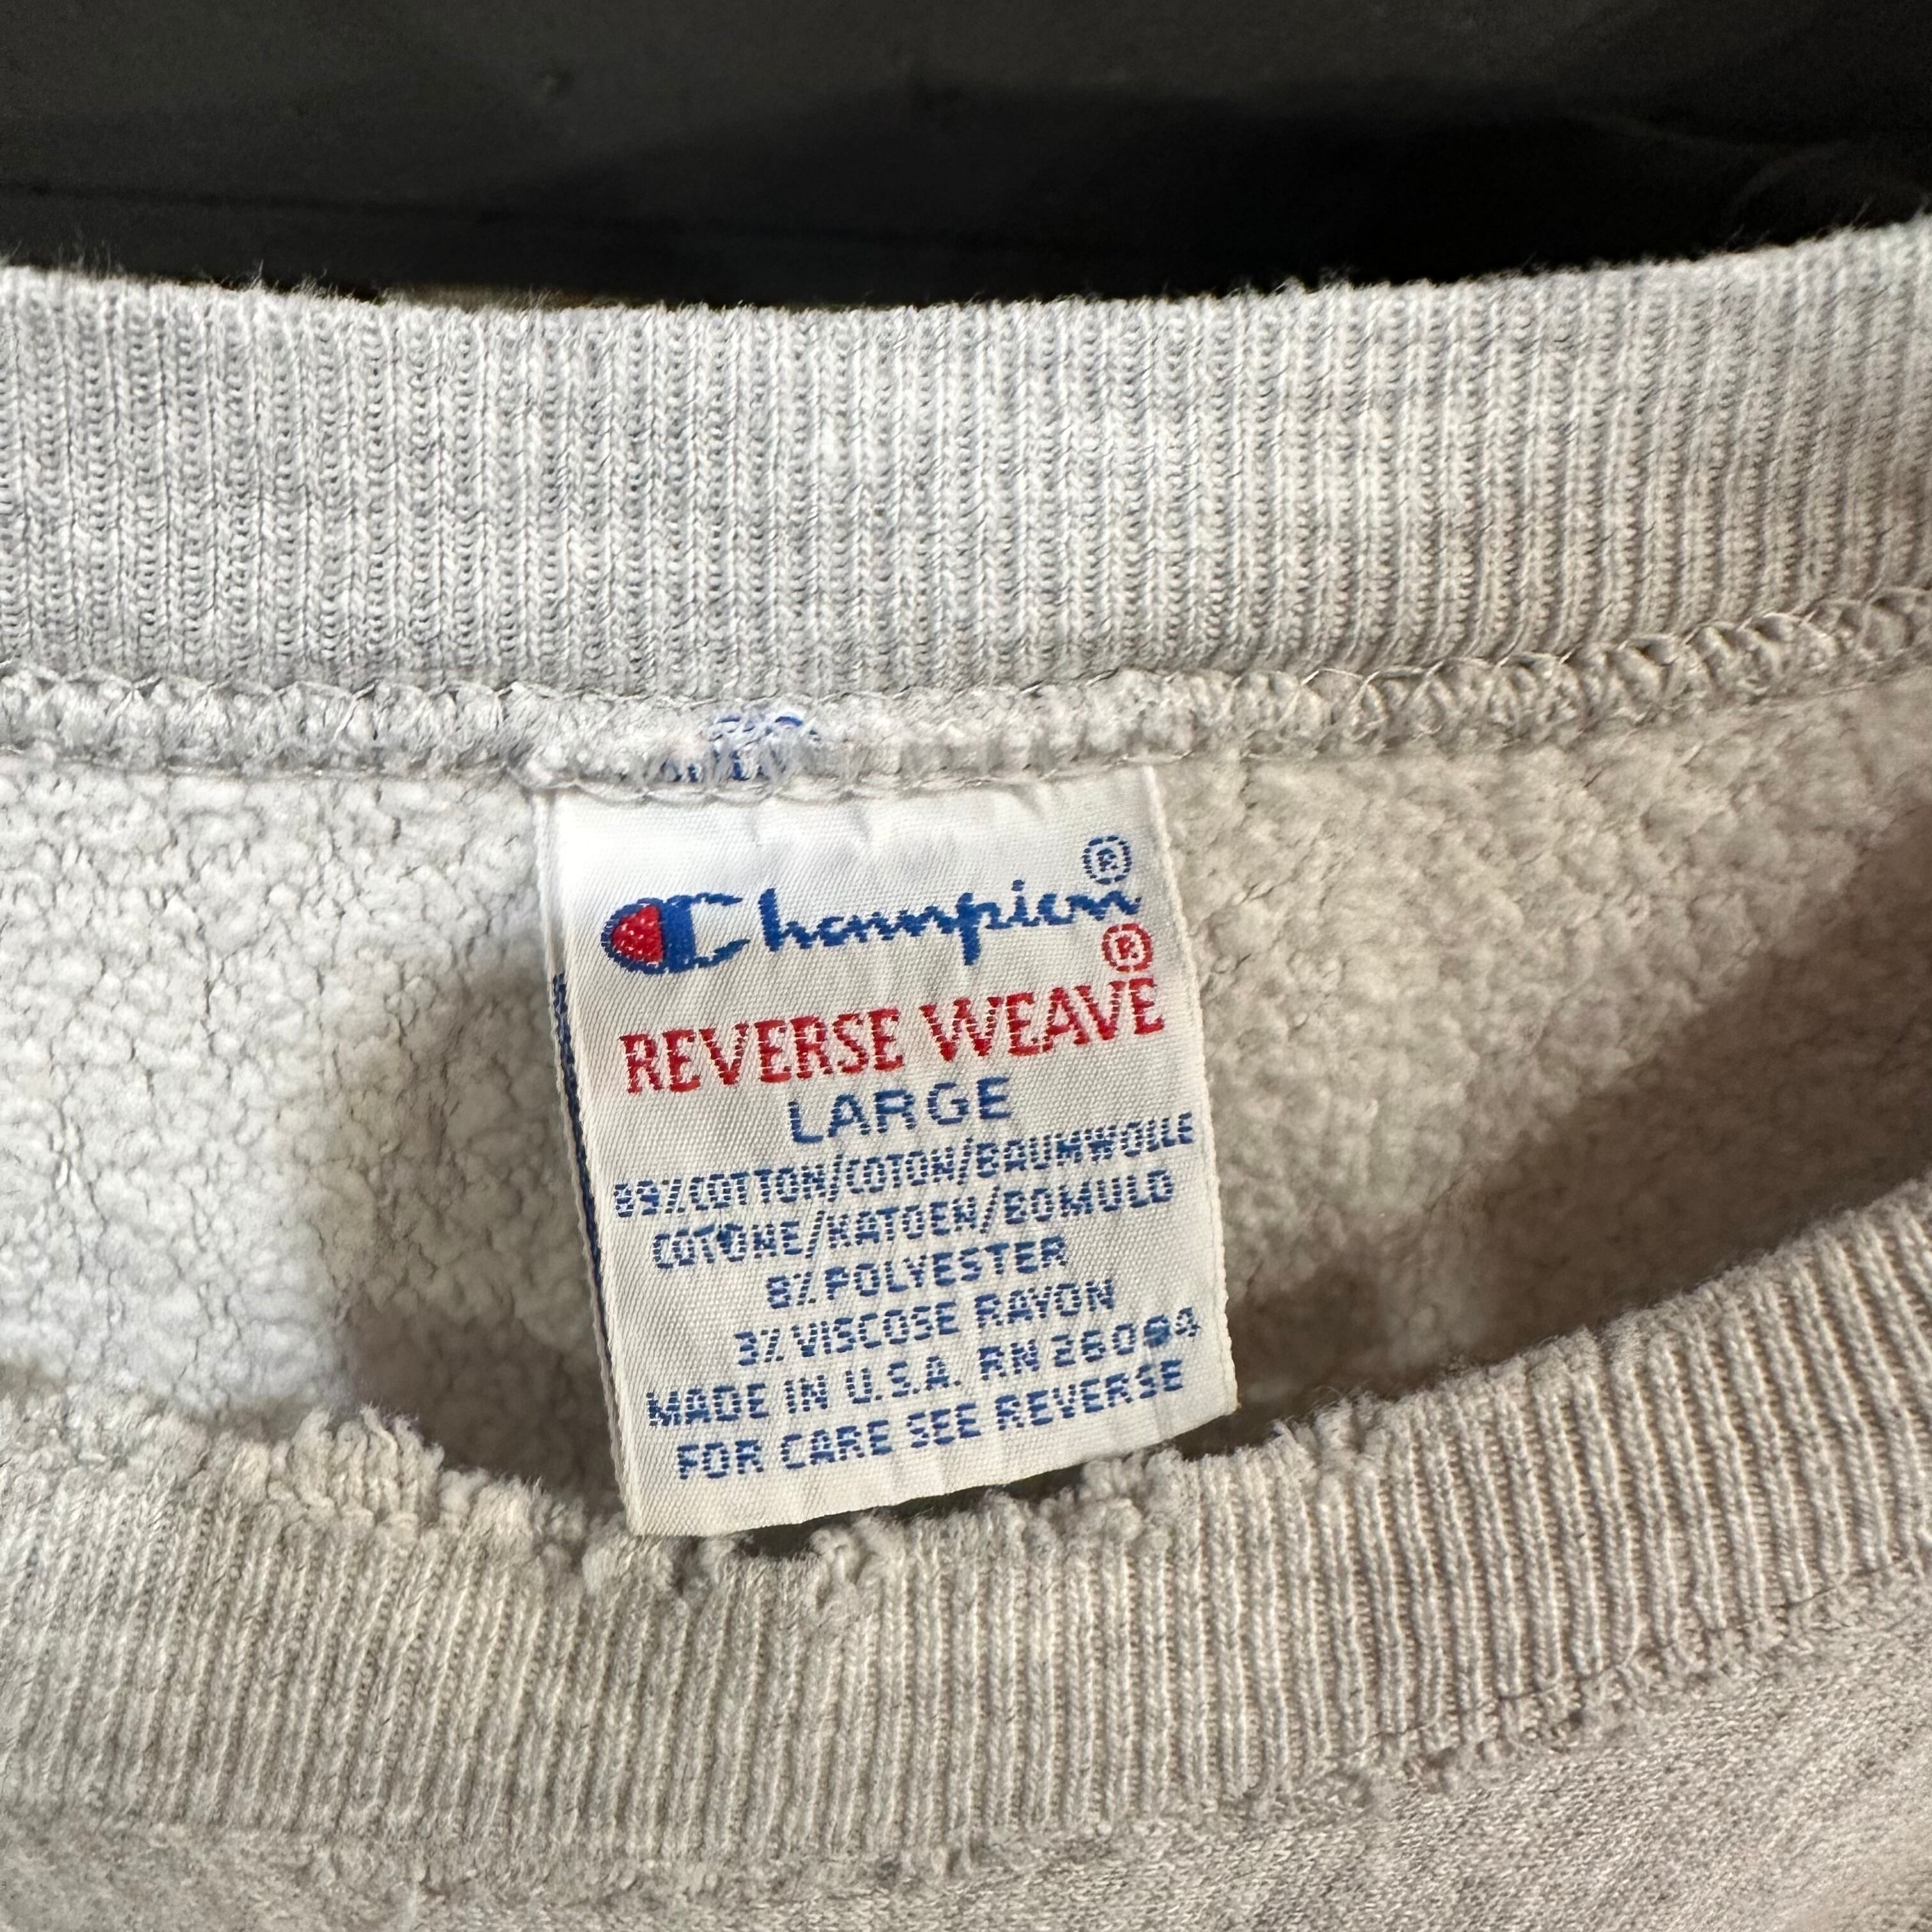 Champion®
REVERSE WEAVE®
LARGE
89% COTTON/COTON/BAUMWOLLE
COTONE/KATOEN/BOMULD
8% POLYESTER
3% VISCOSE RAYON
MADE IN U.S.A. RN 26094
FOR CARE SEE REVERSE